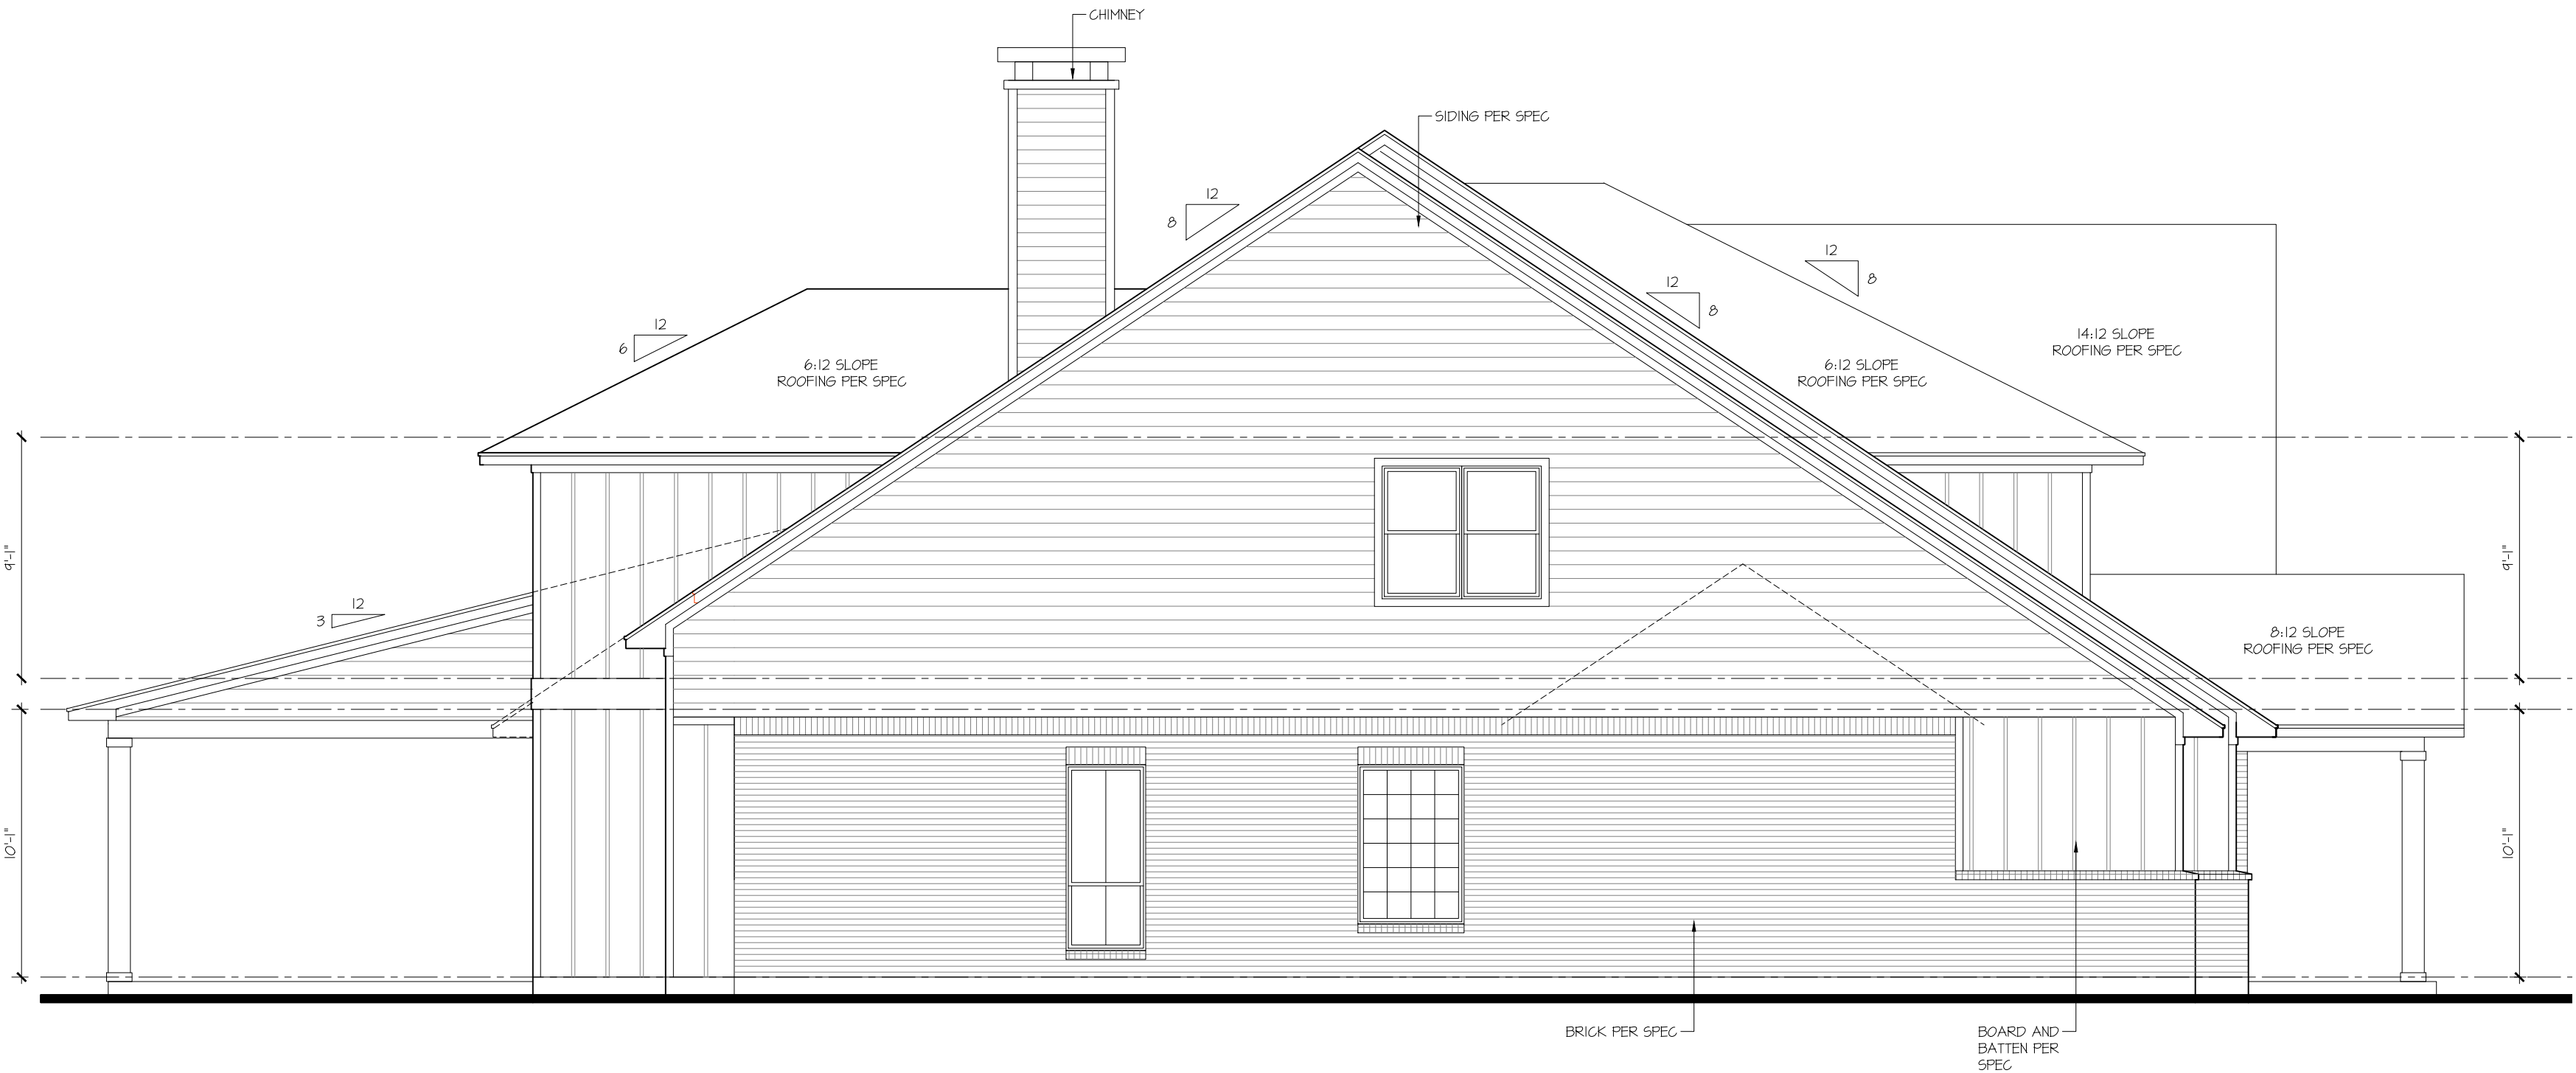 CHIMNEY
SIDING PER SPEC
12
8
12
8
12
8
12
6
14:12 SLOPE
ROOFING PER SPEC
6:12 SLOPE
ROOFING PER SPEC
6:12 SLOPE
ROOFING PER SPEC
9'-1"
9'-1"
12
3
8:12 SLOPE
ROOFING PER SPEC
10'-1"
10'-1"
BRICK PER SPEC
BOARD AND
BATTEN PER
SPEC